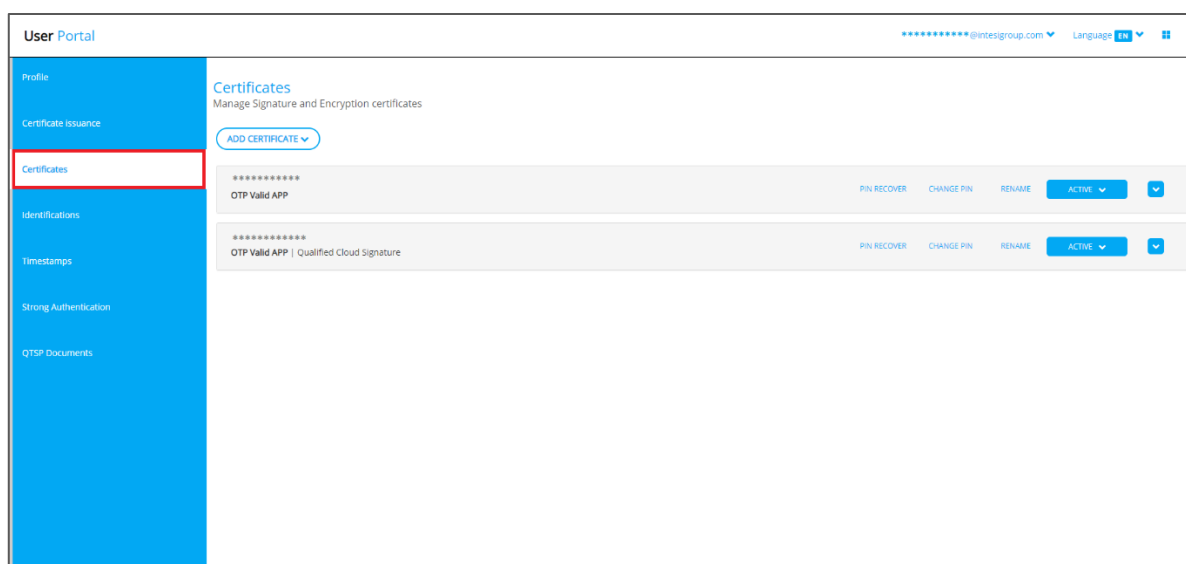 User Portal
***********@intesigroup.com Language EN
Profile
Certificate issuance
Certificates
Identifications
Timestamps
Strong Authentication
QTSP Documents
Certificates
Manage Signature and Encryption certificates
ADD CERTIFICATE
***********
OTP Valid APP
PIN RECOVER CHANGE PIN RENAME ACTIVE
************
OTP Valid APP | Qualified Cloud Signature
PIN RECOVER CHANGE PIN RENAME ACTIVE